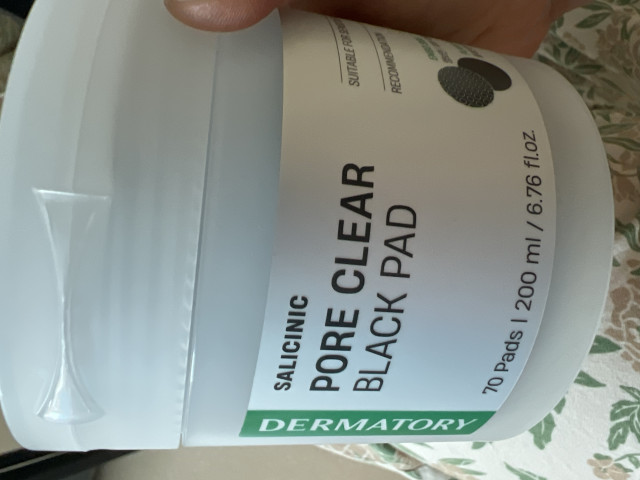 DERMATORY
SALICINIC
PORE CLEAR
BLACK PAD
70 Pads | 200 ml / 6.76 fl.oz.
SUITABLE FOR
RECOMMENDATION